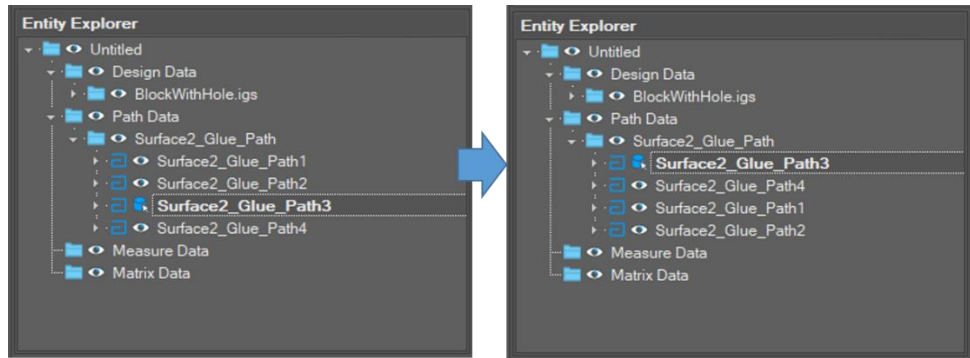 Entity Explorer
Untitled
Design Data
BlockWithHole.igs
Path Data
Surface2_Glue_Path
Surface2_Glue_Path1
Surface2_Glue_Path2
Surface2_Glue_Path3
Surface2_Glue_Path4
Measure Data
Matrix Data
Entity Explorer
Untitled
Design Data
BlockWithHole.igs
Path Data
Surface2_Glue_Path
Surface2_Glue_Path3
Surface2_Glue_Path4
Surface2_Glue_Path1
Surface2_Glue_Path2
Measure Data
Matrix Data